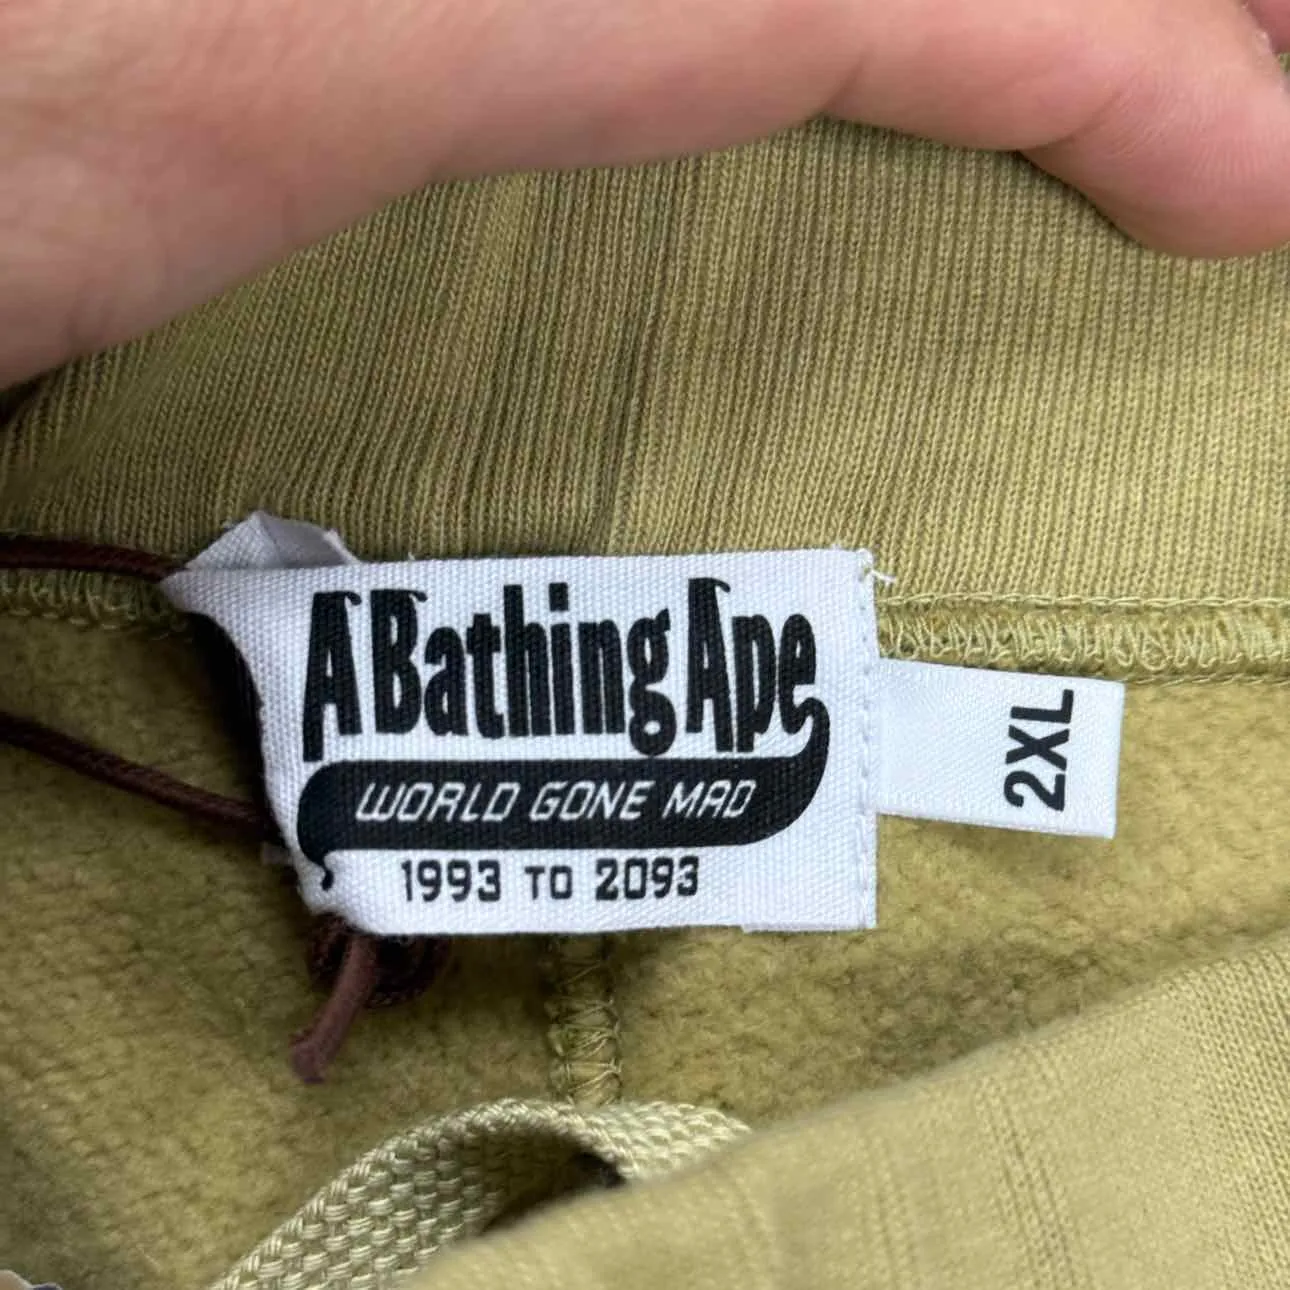 A Bathing Ape
WORLD GONE MAD
1993 TO 2093
2XL